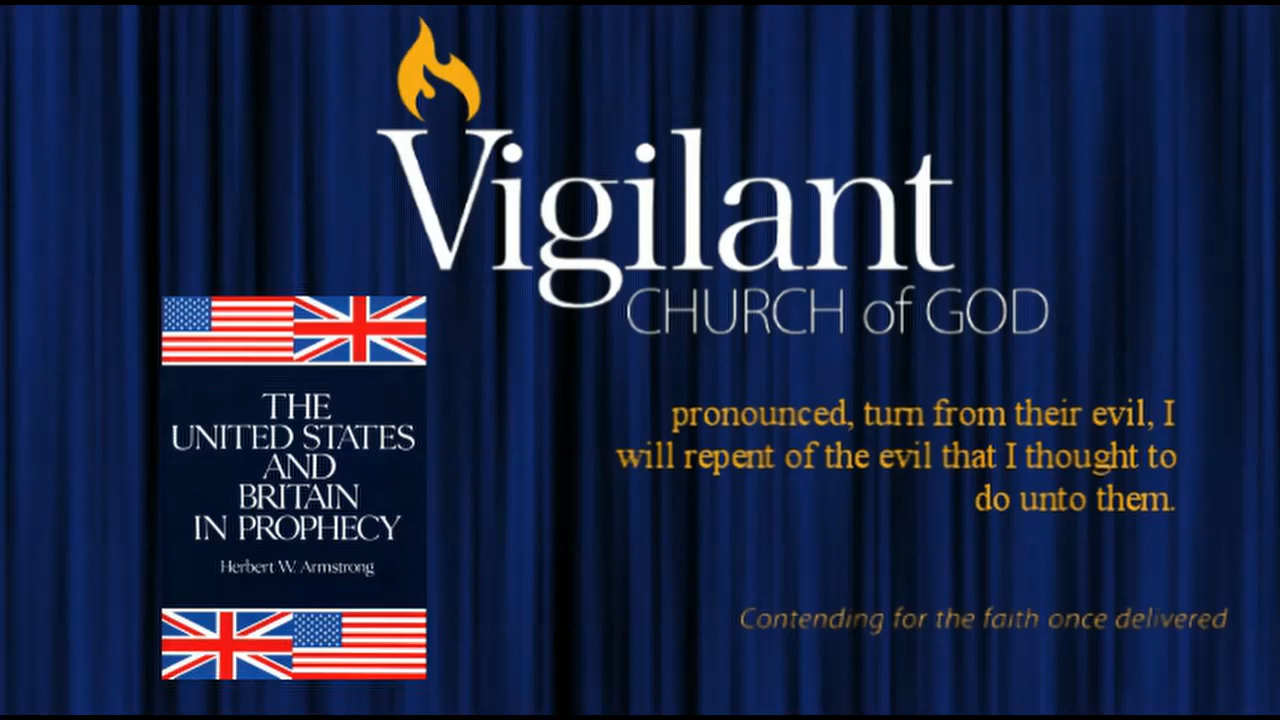 Vigilant
CHURCH of GOD
THE
UNITED STATES
AND
BRITAIN
IN PROPHECY
Herbert W. Armstrong
pronounced, turn from their evil, I
will repent of the evil that I thought to
do unto them.
Contending for the faith once delivered